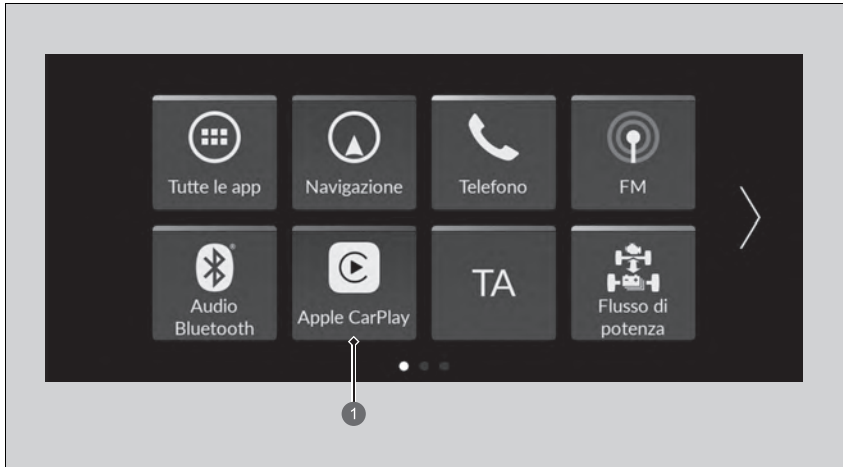 Tutte le app
Navigazione
Telefono
FM
Audio
Bluetooth
Apple CarPlay
TA
Flusso di
potenza
1